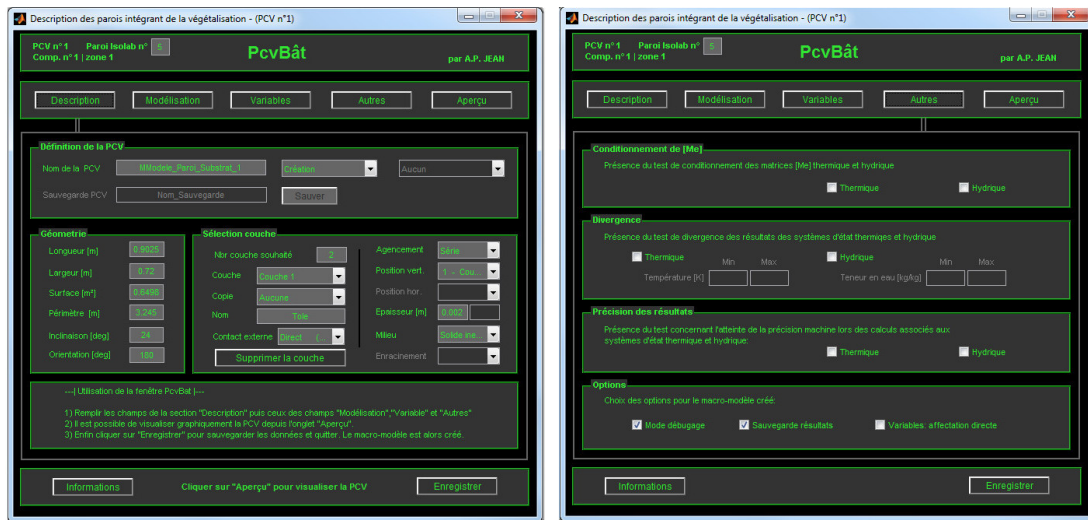 Description des parois intégrant de la végétalisation - (PCV n°1)
PCV n° 1 Paroi Isolab n° 5
Comp. n° 1 | zone 1
PcvBât
par A.P. JEAN
Description Modélisation Variables Autres Aperçu
Définition de la PCV
Nom de la PCV MModele_Paroi_Substrat_1 Création Aucun
Sauvegarde PCV Nom_Sauvegarde Sauver
Géometrie
Longueur [m] 0.9025
Largeur [m] 0.72
Surface [m²] 0.6498
Périmètre [m] 3.245
Inclinaison [deg] 24
Orientation [deg] 180
Sélection couche
Nbr couche souhaité 2
Couche Couche 1
Copie Aucune
Nom Tole
Contact externe Direct (...
Supprimer la couche
Agencement Série
Position vert. 1 - Cou...
Position hor.
Epaisseur [m] 0.002
Milieu Solide ine...
Enracinement
---| Utilisation de la fenêtre PcvBat |---
1) Remplir les champs de la section "Description" puis ceux des champs "Modélisation","Variable" et "Autres"
2) Il est possible de visualiser graphiquement la PCV depuis l'onglet "Aperçu".
3) Enfin cliquer sur "Enregistrer" pour sauvegarder les données et quitter. Le macro-modèle est alors créé.
Informations Cliquer sur "Aperçu" pour visualiser la PCV Enregistrer
Description des parois intégrant de la végétalisation - (PCV n°1)
PCV n° 1 Paroi Isolab n° 5
Comp. n° 1 | zone 1
PcvBât
par A.P. JEAN
Description Modélisation Variables Autres Aperçu
Conditionnement de [Me]
Présence du test de conditionnement des matrices [Me] thermique et hydrique
Thermique Hydrique
Divergence
Présence du test de divergence des résultats des systèmes d'état thermiqes et hydrique
Thermique Min Max Hydrique Min Max
Température [K] Teneur en eau [kg/kg]
Précision des résultats
Présence du test concernant l'atteinte de la précision machine lors des calculs associés aux
systèmes d'état thermique et hydrique:
Thermique Hydrique
Options
Choix des options pour le macro-modèle créé:
Mode débugage Sauvegarde résultats Variables: affectation directe
Informations Enregistrer